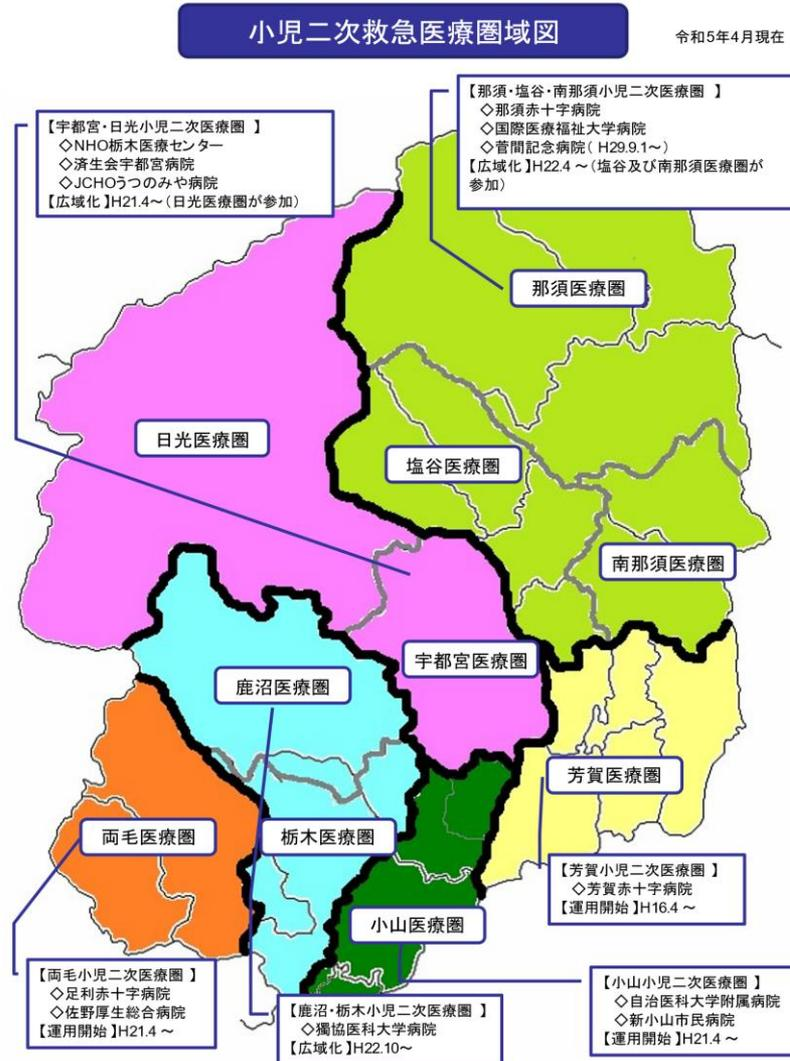 小児二次救急医療圏域図
令和5年4月現在
【宇都宮・日光小児二次医療圏 】
◇NHO栃木医療センター
◇済生会宇都宮病院
◇JCHOうつのみや病院
【広域化】H21.4～(日光医療圏が参加)
【那須・塩谷・南那須小児二次医療圏 】
◇那須赤十字病院
◇国際医療福祉大学病院
◇菅間記念病院( H29.9.1～)
【広域化】H22.4 ～(塩谷及び南那須医療圏が
参加)
那須医療圏
日光医療圏
塩谷医療圏
南那須医療圏
宇都宮医療圏
鹿沼医療圏
芳賀医療圏
両毛医療圏
栃木医療圏
小山医療圏
【芳賀小児二次医療圏 】
◇芳賀赤十字病院
【運用開始】H16.4 ～
【両毛小児二次医療圏 】
◇足利赤十字病院
◇佐野厚生総合病院
【運用開始】H21.4 ～
【鹿沼・栃木小児二次医療圏 】
◇獨協医科大学病院
【広域化】H22.10～
【小山小児二次医療圏 】
◇自治医科大学附属病院
◇新小山市民病院
【運用開始】H21.4 ～